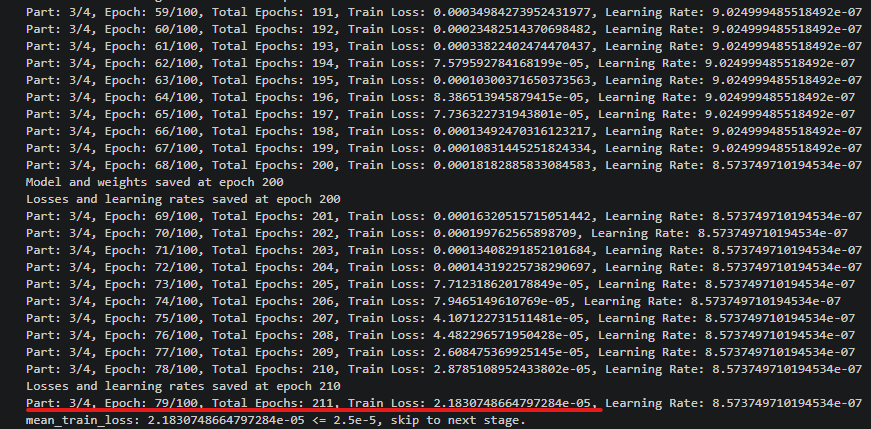 Part: 3/4, Epoch: 59/100, Total Epochs: 191, Train Loss: 0.00034984273952431977, Learning Rate: 9.024999485518492e-07
Part: 3/4, Epoch: 60/100, Total Epochs: 192, Train Loss: 0.00023482514370698482, Learning Rate: 9.024999485518492e-07
Part: 3/4, Epoch: 61/100, Total Epochs: 193, Train Loss: 0.00033822402474470437, Learning Rate: 9.024999485518492e-07
Part: 3/4, Epoch: 62/100, Total Epochs: 194, Train Loss: 7.579592784168199e-05, Learning Rate: 9.024999485518492e-07
Part: 3/4, Epoch: 63/100, Total Epochs: 195, Train Loss: 0.00010300371650373563, Learning Rate: 9.024999485518492e-07
Part: 3/4, Epoch: 64/100, Total Epochs: 196, Train Loss: 8.386513945879415e-05, Learning Rate: 9.024999485518492e-07
Part: 3/4, Epoch: 65/100, Total Epochs: 197, Train Loss: 7.736322731943801e-05, Learning Rate: 9.024999485518492e-07
Part: 3/4, Epoch: 66/100, Total Epochs: 198, Train Loss: 0.00013492470316123217, Learning Rate: 9.024999485518492e-07
Part: 3/4, Epoch: 67/100, Total Epochs: 199, Train Loss: 0.00010831445251824334, Learning Rate: 9.024999485518492e-07
Part: 3/4, Epoch: 68/100, Total Epochs: 200, Train Loss: 0.00018182885833084583, Learning Rate: 8.573749710194534e-07
Model and weights saved at epoch 200
Losses and learning rates saved at epoch 200
Part: 3/4, Epoch: 69/100, Total Epochs: 201, Train Loss: 0.00016320515715051442, Learning Rate: 8.573749710194534e-07
Part: 3/4, Epoch: 70/100, Total Epochs: 202, Train Loss: 0.000199762565898709, Learning Rate: 8.573749710194534e-07
Part: 3/4, Epoch: 71/100, Total Epochs: 203, Train Loss: 0.00013408291852101684, Learning Rate: 8.573749710194534e-07
Part: 3/4, Epoch: 72/100, Total Epochs: 204, Train Loss: 0.00014319225738290697, Learning Rate: 8.573749710194534e-07
Part: 3/4, Epoch: 73/100, Total Epochs: 205, Train Loss: 7.712318620178849e-05, Learning Rate: 8.573749710194534e-07
Part: 3/4, Epoch: 74/100, Total Epochs: 206, Train Loss: 7.9465149610769e-05, Learning Rate: 8.573749710194534e-07
Part: 3/4, Epoch: 75/100, Total Epochs: 207, Train Loss: 4.107122731511481e-05, Learning Rate: 8.573749710194534e-07
Part: 3/4, Epoch: 76/100, Total Epochs: 208, Train Loss: 4.482296571950428e-05, Learning Rate: 8.573749710194534e-07
Part: 3/4, Epoch: 77/100, Total Epochs: 209, Train Loss: 2.608475369925145e-05, Learning Rate: 8.573749710194534e-07
Part: 3/4, Epoch: 78/100, Total Epochs: 210, Train Loss: 2.8785108952433802e-05, Learning Rate: 8.573749710194534e-07
Losses and learning rates saved at epoch 210
Part: 3/4, Epoch: 79/100, Total Epochs: 211, Train Loss: 2.1830748664797284e-05, Learning Rate: 8.573749710194534e-07
mean_train_loss: 2.1830748664797284e-05 <= 2.5e-5, skip to next stage.